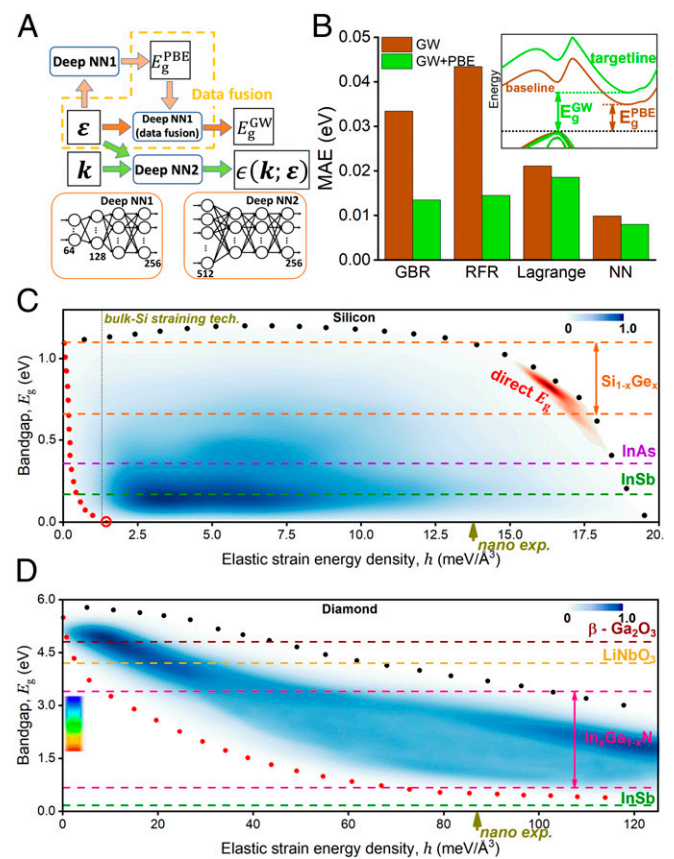 A
Deep NN1
E_g^PBE
Data fusion
ε
Deep NN1
(data fusion)
E_g^GW
k
Deep NN2
ϵ(k; ε)
Deep NN1
64
128
256
Deep NN2
512
256
B
GW
GW+PBE
MAE (eV)
0.05
0.04
0.03
0.02
0.01
0.00
GBR
RFR
Lagrange
NN
Energy
targetline
baseline
E_g^GW
E_g^PBE
C
bulk-Si straining tech.
Silicon
0
1.0
direct E_g
Si1-xGex
InAs
InSb
Bandgap, E_g (eV)
1.0
0.5
0.0
0.0
2.5
5.0
7.5
10.0
12.5
15.0
17.5
20.
Elastic strain energy density, h (meV/Å³)
nano exp.
D
Diamond
0
1.0
β - Ga2O3
LiNbO3
InxGa1-xN
InSb
Bandgap, E_g (eV)
6.0
4.5
3.0
1.5
0.0
0
20
40
60
80
100
120
Elastic strain energy density, h (meV/Å³)
nano exp.